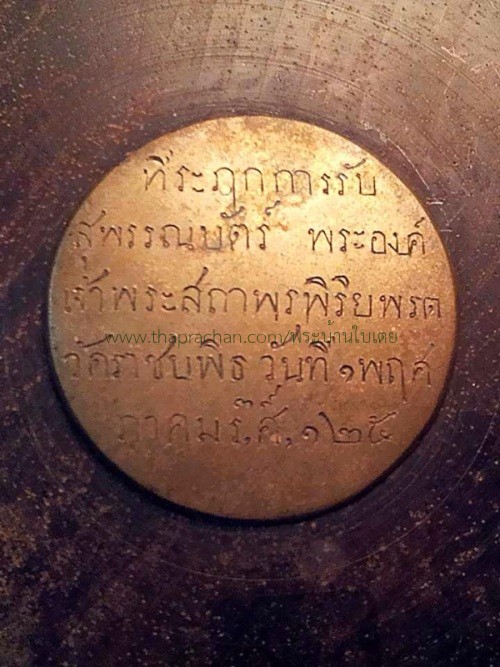 ที่ระฦกการรับ
สุพรรณบัตร์ พระองค์
เจ้าพระสถาพรพิริยพรต
www.thaprachan.com/พระบ้านใบเตย
วัดราชบพิธ วันที่ ๑ พฤศ
ภาคม ร,ศ, ๑๒๕